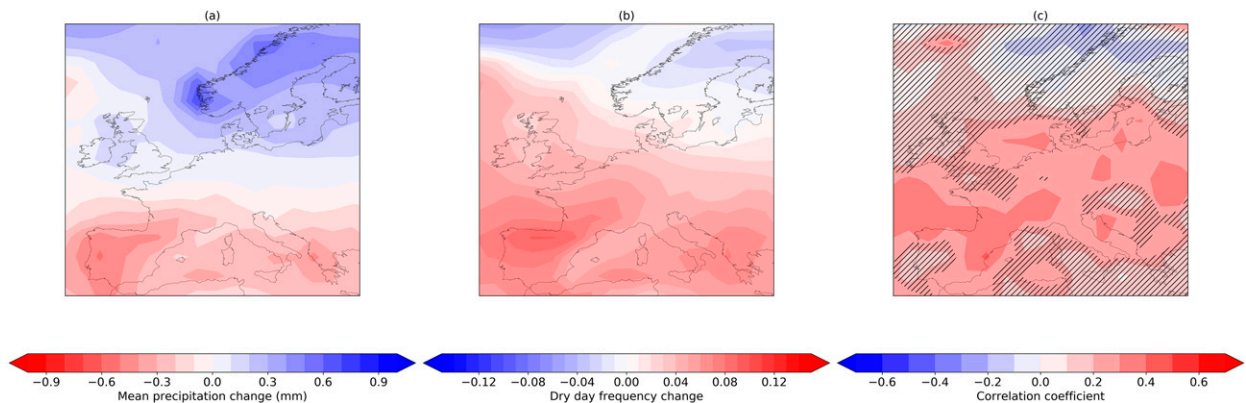 (a)
(b)
(c)
−0.9 −0.6 −0.3 0.0 0.3 0.6 0.9
Mean precipitation change (mm)
−0.12 −0.08 −0.04 0.00 0.04 0.08 0.12
Dry day frequency change
−0.6 −0.4 −0.2 0.0 0.2 0.4 0.6
Correlation coefficient